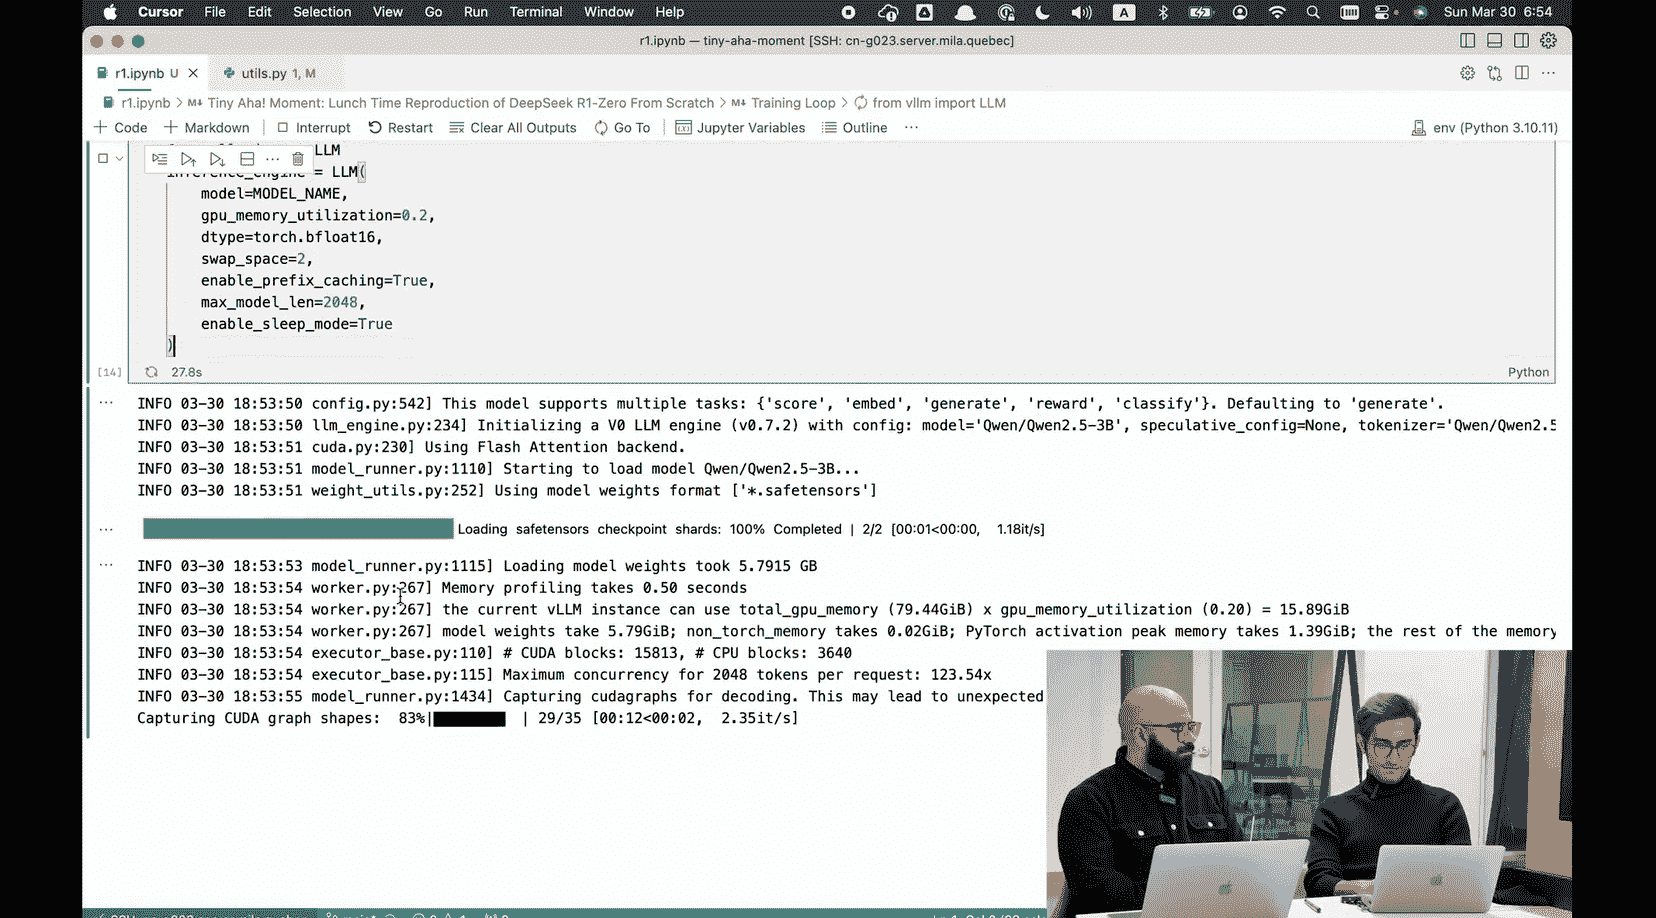 Cursor File Edit Selection View Go Run Terminal Window Help A Sun Mar 30 6:54
r1.ipynb — tiny-aha-moment [SSH: cn-g023.server.mila.quebec]
r1.ipynb U utils.py 1, M
r1.ipynb > M↓ Tiny Aha! Moment: Lunch Time Reproduction of DeepSeek R1-Zero From Scratch > M↓ Training Loop > from vllm import LLM
+ Code + Markdown Interrupt Restart Clear All Outputs Go To Jupyter Variables Outline ... env (Python 3.10.11)
LLM
inference_engine = LLM(
model=MODEL_NAME,
gpu_memory_utilization=0.2,
dtype=torch.bfloat16,
swap_space=2,
enable_prefix_caching=True,
max_model_len=2048,
enable_sleep_mode=True
)
[14] 27.8s Python
INFO 03-30 18:53:50 config.py:542] This model supports multiple tasks: {'score', 'embed', 'generate', 'reward', 'classify'}. Defaulting to 'generate'.
INFO 03-30 18:53:50 llm_engine.py:234] Initializing a V0 LLM engine (v0.7.2) with config: model='Qwen/Qwen2.5-3B', speculative_config=None, tokenizer='Qwen/Qwen2.5
INFO 03-30 18:53:51 cuda.py:230] Using Flash Attention backend.
INFO 03-30 18:53:51 model_runner.py:1110] Starting to load model Qwen/Qwen2.5-3B...
INFO 03-30 18:53:51 weight_utils.py:252] Using model weights format ['*.safetensors']
Loading safetensors checkpoint shards: 100% Completed | 2/2 [00:01<00:00, 1.18it/s]
INFO 03-30 18:53:53 model_runner.py:1115] Loading model weights took 5.7915 GB
INFO 03-30 18:53:54 worker.py:267] Memory profiling takes 0.50 seconds
INFO 03-30 18:53:54 worker.py:267] the current vLLM instance can use total_gpu_memory (79.44GiB) x gpu_memory_utilization (0.20) = 15.89GiB
INFO 03-30 18:53:54 worker.py:267] model weights take 5.79GiB; non_torch_memory takes 0.02GiB; PyTorch activation peak memory takes 1.39GiB; the rest of the memory
INFO 03-30 18:53:54 executor_base.py:110] # CUDA blocks: 15813, # CPU blocks: 3640
INFO 03-30 18:53:54 executor_base.py:115] Maximum concurrency for 2048 tokens per request: 123.54x
INFO 03-30 18:53:55 model_runner.py:1434] Capturing cudagraphs for decoding. This may lead to unexpected
Capturing CUDA graph shapes: 83%| | 29/35 [00:12<00:02, 2.35it/s]